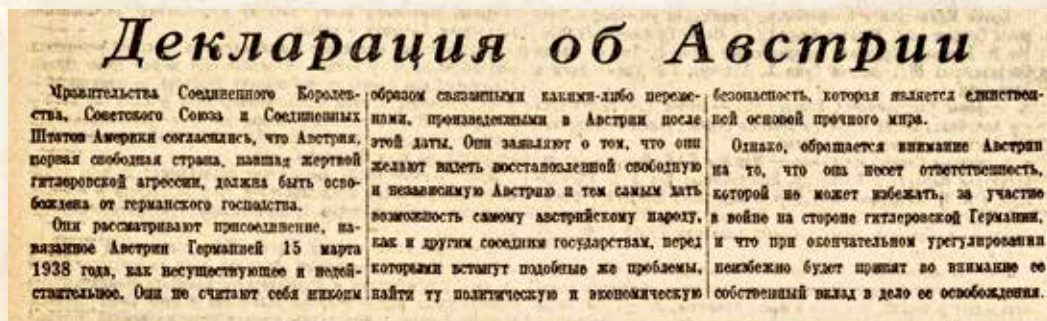 Декларация об Австрии
Правительства Соединенного Королев-
ства, Советского Союза и Соединенных
Штатов Америки согласились, что Австрия,
первая свободная страна, павшая жертвой
гитлеровской агрессии, должна быть осво-
бождена от германского господства.
Они рассматривают присоединение, на-
вязанное Австрии Германией 15 марта
1938 года, как несуществующее и недей-
ствительное. Они не считают себя никоим
образом связанными какими-либо переме-
нами, произведенными в Австрии после
этой даты. Они заявляют о том, что они
желают видеть восстановленной свободную
и независимую Австрию и тем самым дать
возможность самому австрийскому народу,
как и другим соседним государствам, перед
которыми встанут подобные же проблемы,
найти ту политическую и экономическую
безопасность, которая является единствен-
ной основой прочного мира.
Однако, обращается внимание Австрии
на то, что она несет ответственность,
которой не может избежать, за участие
в войне на стороне гитлеровской Германии,
и что при окончательном урегулировании
неизбежно будет принят во внимание ее
собственный вклад в дело ее освобождения.